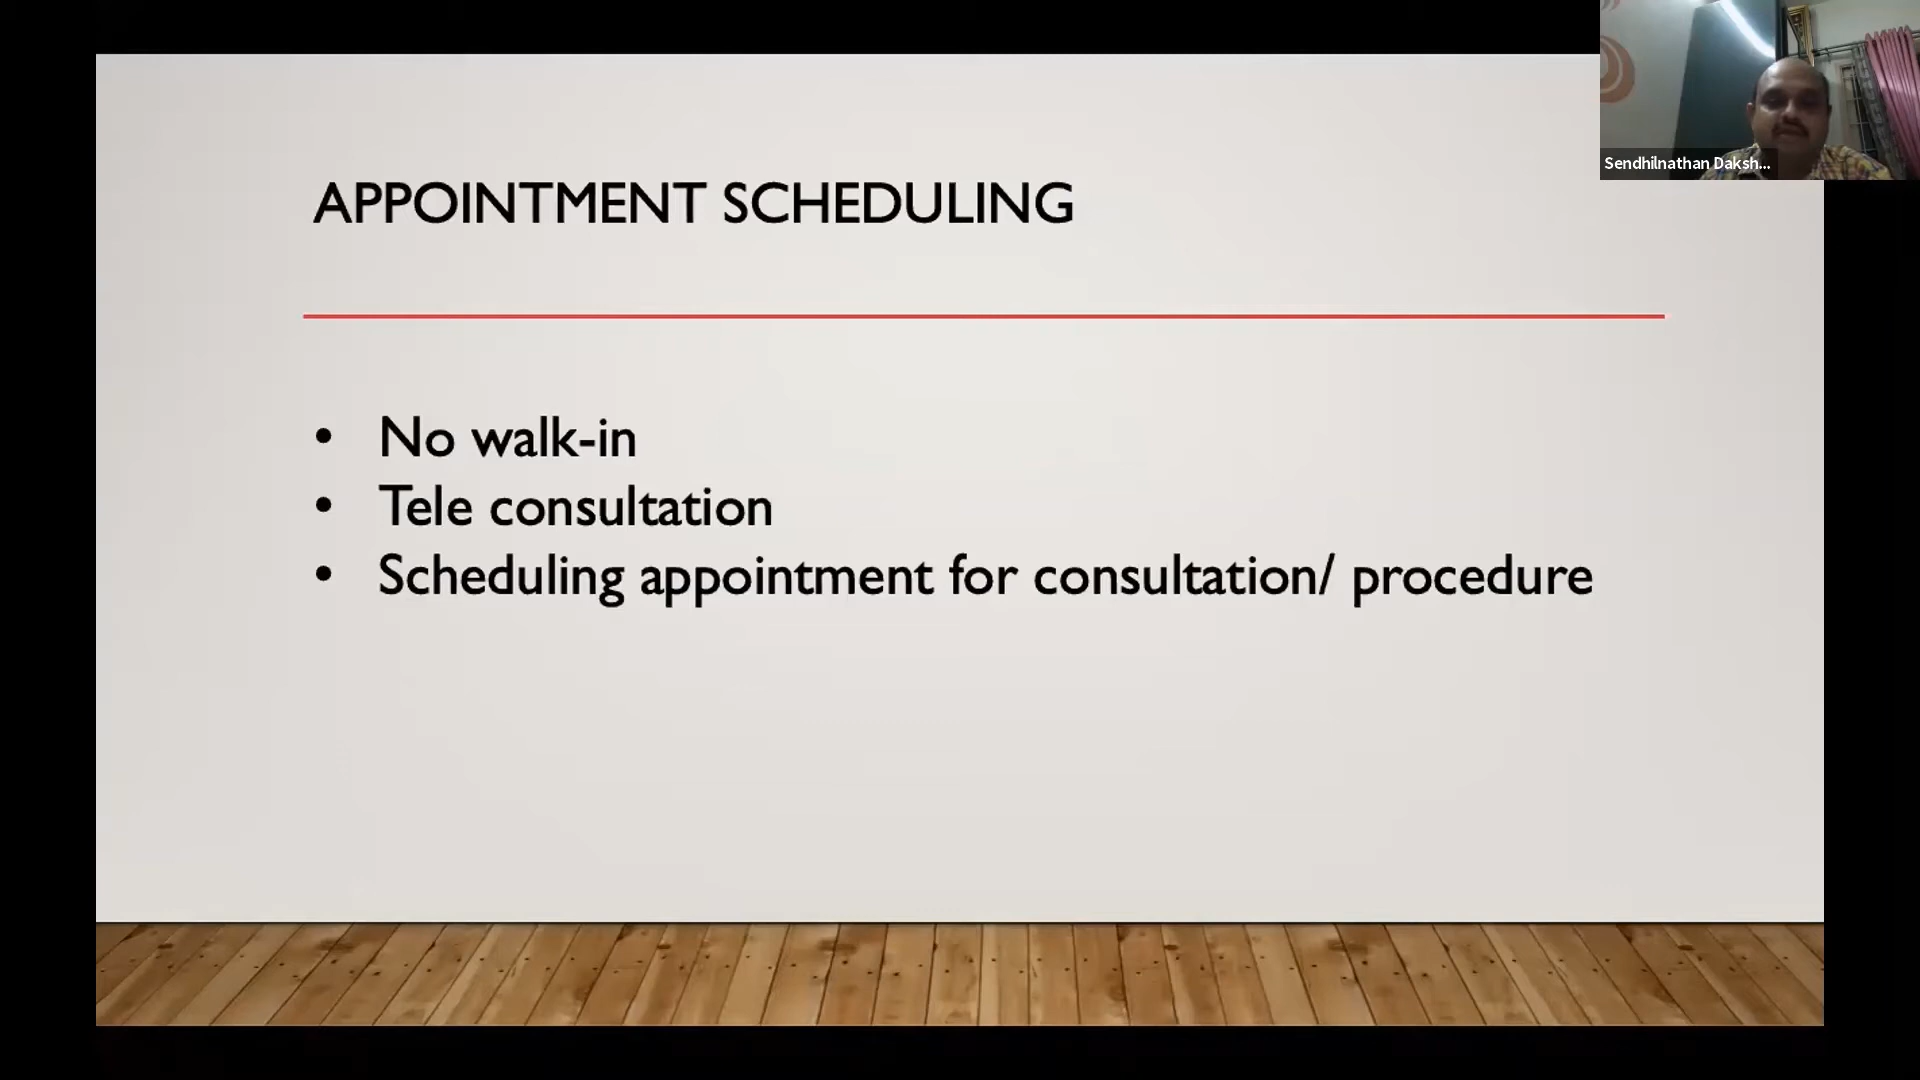 APPOINTMENT SCHEDULING
• No walk-in
• Tele consultation
• Scheduling appointment for consultation/ procedure
Sendhilnathan Daksh...